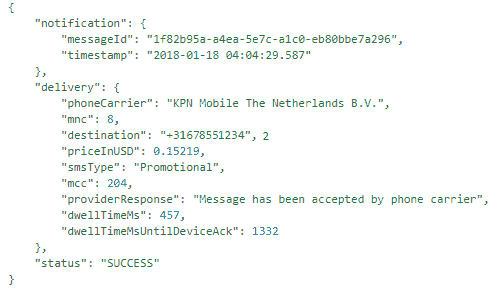 {
    "notification": {
        "messageId": "1f82b95a-a4ea-5e7c-a1c0-eb80bbe7a296",
        "timestamp": "2018-01-18 04:04:29.587"
    },
    "delivery": {
        "phoneCarrier": "KPN Mobile The Netherlands B.V.",
        "mnc": 8,
        "destination": "+31678551234", 2
        "priceInUSD": 0.15219,
        "smsType": "Promotional",
        "mcc": 204,
        "providerResponse": "Message has been accepted by phone carrier",
        "dwellTimeMs": 457,
        "dwellTimeMsUntilDeviceAck": 1332
    },
    "status": "SUCCESS"
}